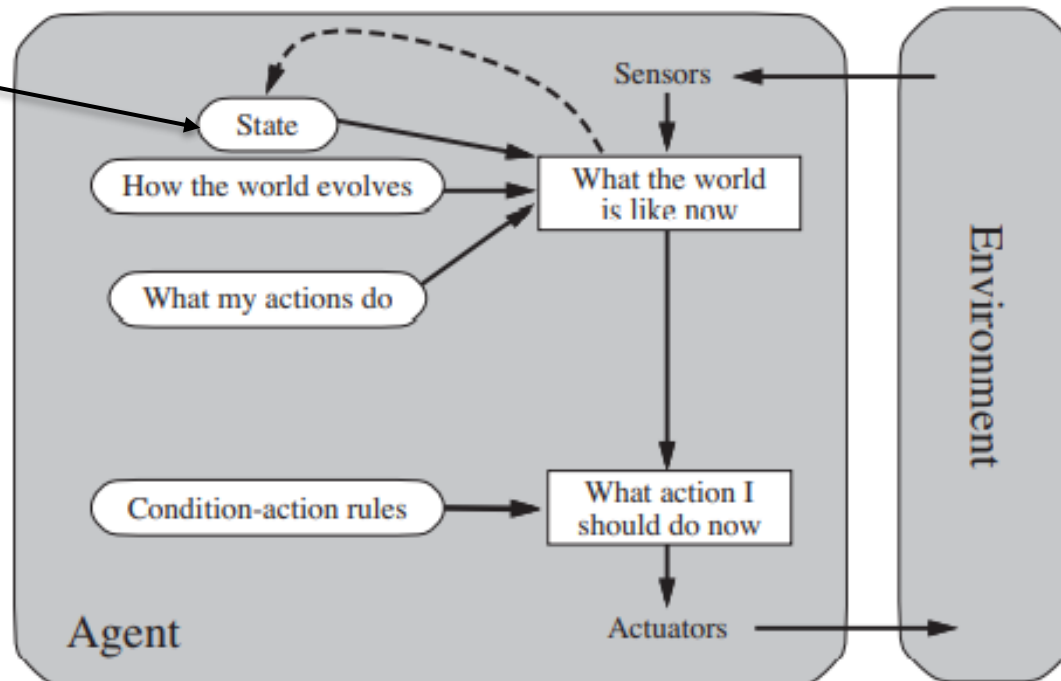 Sensors
State
How the world evolves
What the world
is like now
What my actions do
Condition-action rules
What action I
should do now
Agent
Actuators
Environment